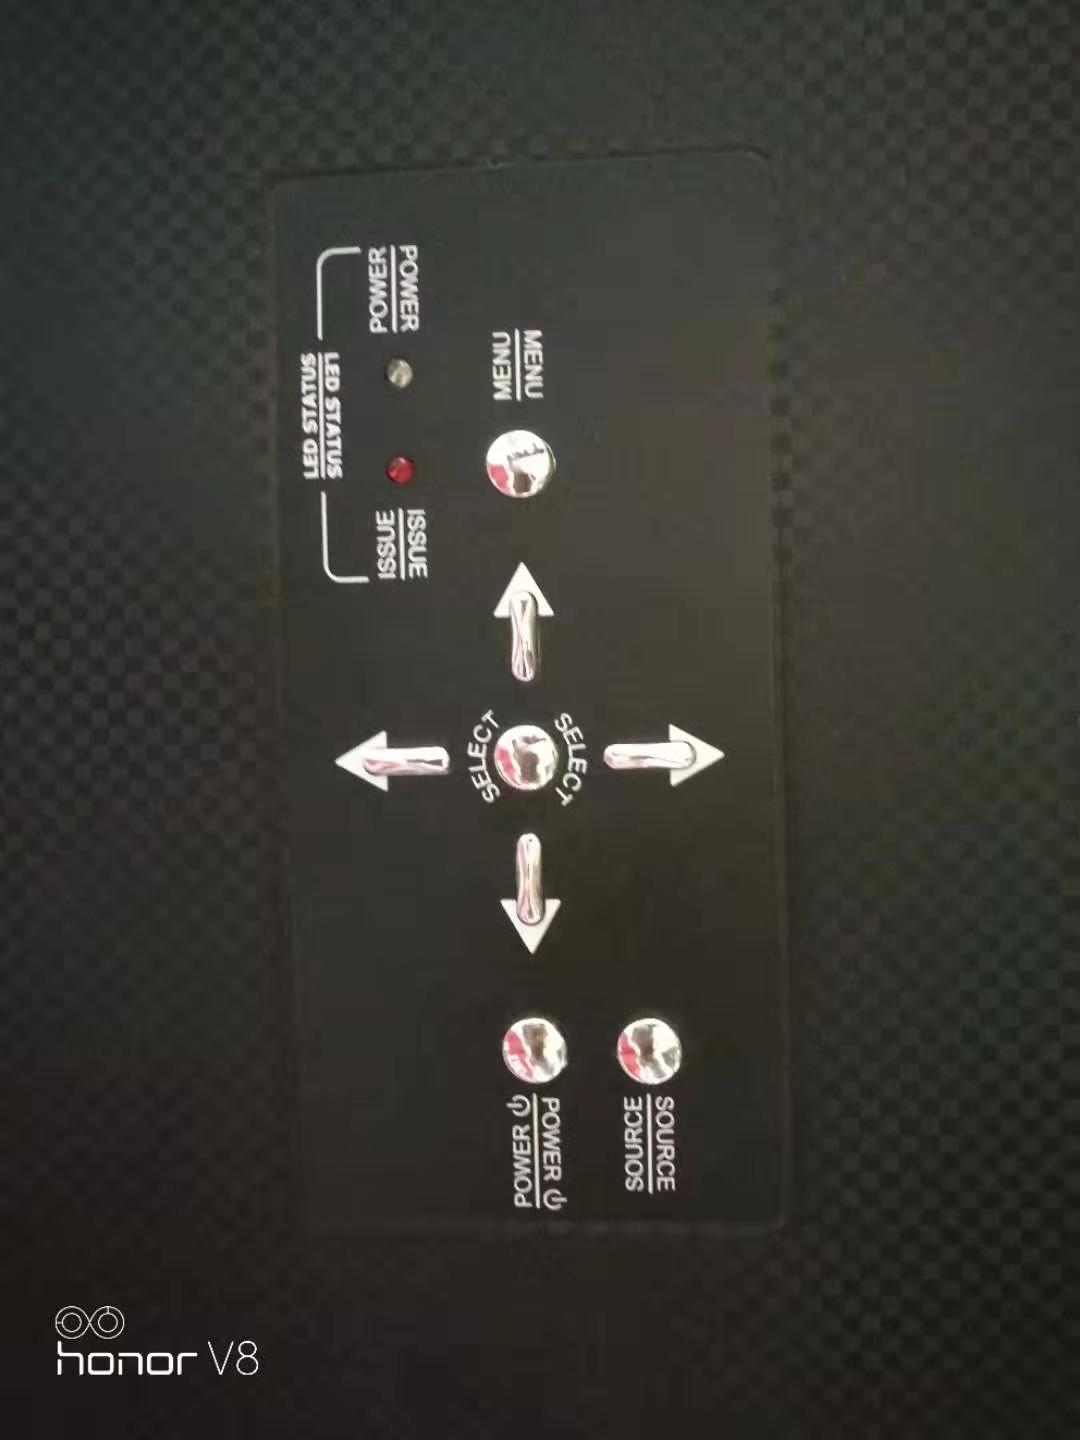 POWER
POWER
LED STATUS
LED STATUS
ISSUE
ISSUE
MENU
MENU
SELECT
SELECT
POWER
POWER
SOURCE
SOURCE
honor V8